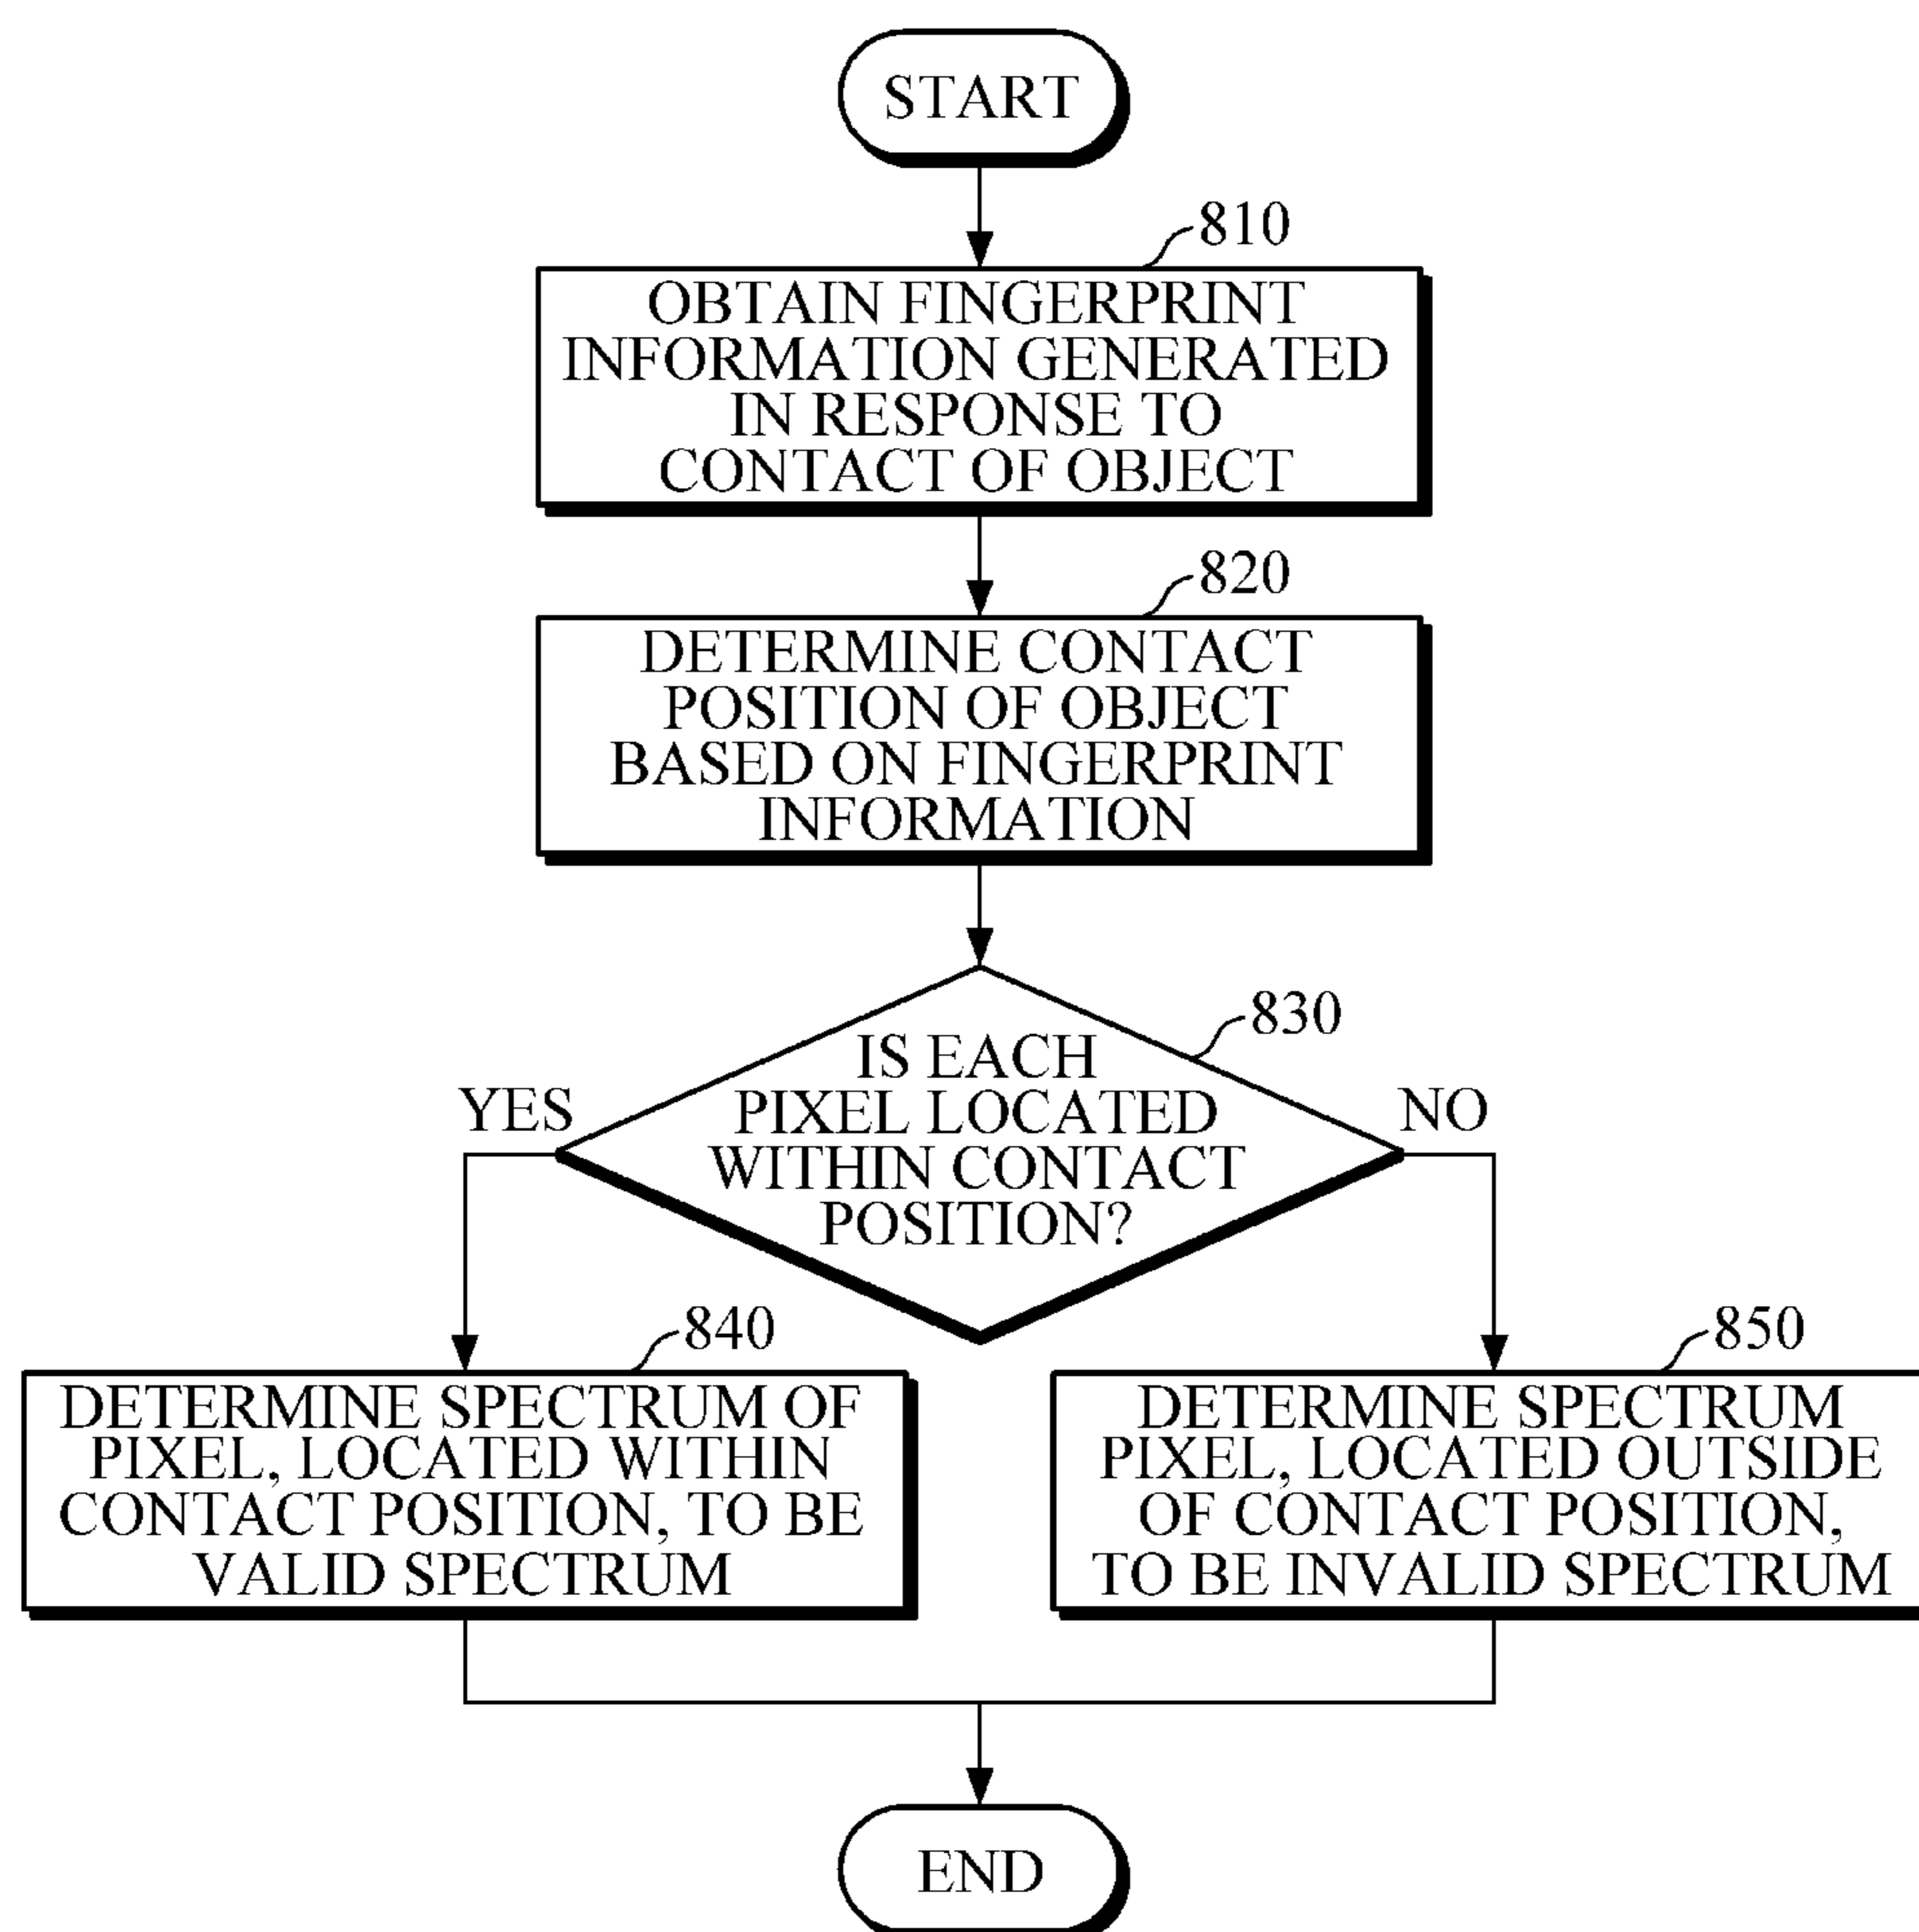 START
810
OBTAIN FINGERPRINT
INFORMATION GENERATED
IN RESPONSE TO
CONTACT OF OBJECT
820
DETERMINE CONTACT
POSITION OF OBJECT
BASED ON FINGERPRINT
INFORMATION
830
IS EACH
PIXEL LOCATED
WITHIN CONTACT
POSITION?
YES
NO
840
DETERMINE SPECTRUM OF
PIXEL, LOCATED WITHIN
CONTACT POSITION, TO BE
VALID SPECTRUM
850
DETERMINE SPECTRUM
PIXEL, LOCATED OUTSIDE
OF CONTACT POSITION,
TO BE INVALID SPECTRUM
END